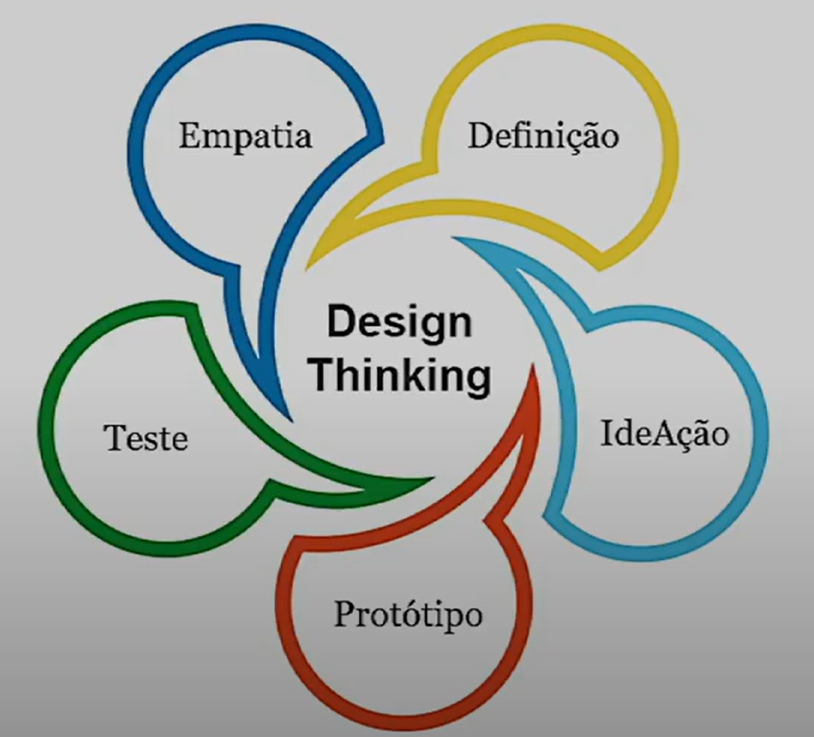 Empatia
Definição
Design
Thinking
IdeAção
Teste
Protótipo